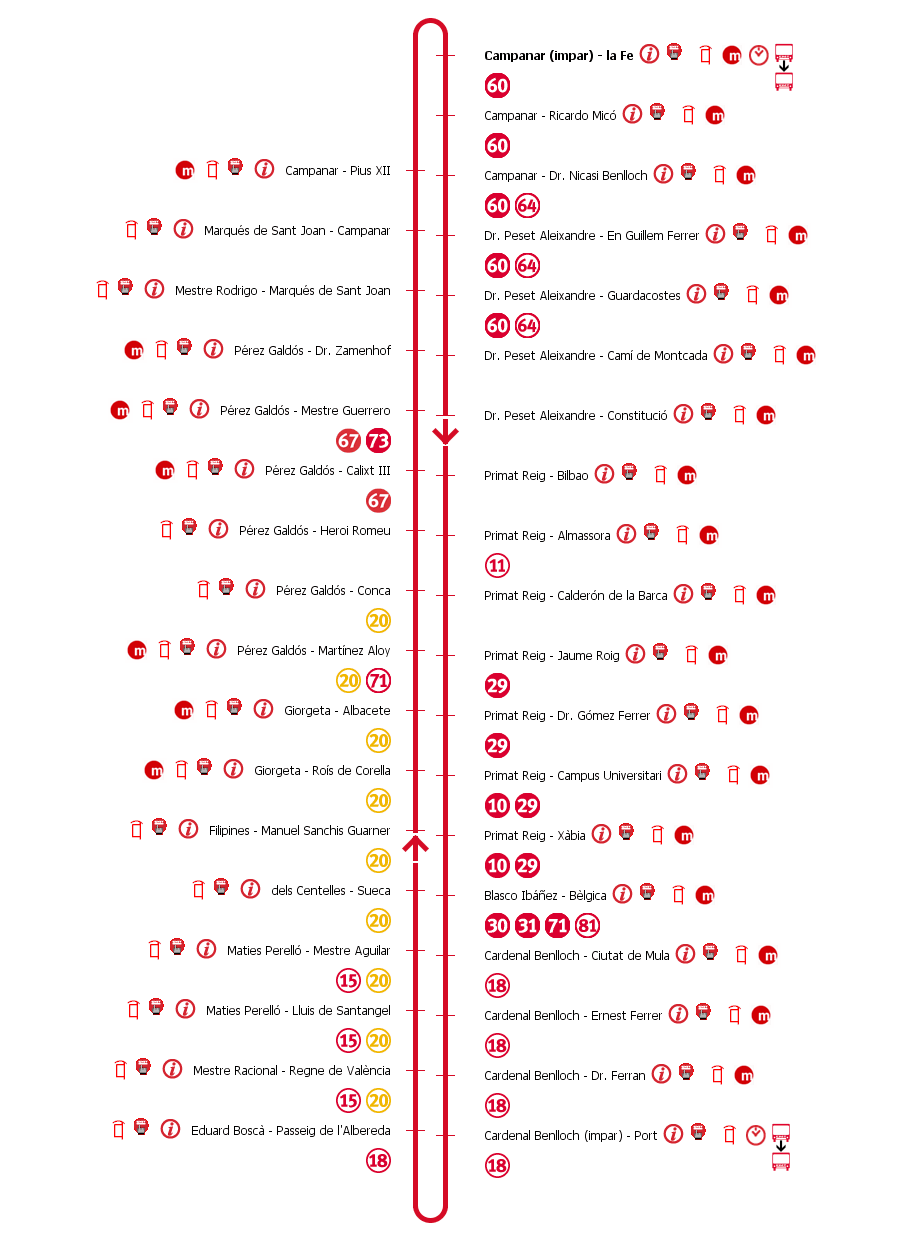 Campanar (impar) - la Fe i m
60
Campanar - Ricardo Micó i m
60
m i Campanar - Pius XII
Campanar - Dr. Nicasi Benlloch i m
60 64
i Marqués de Sant Joan - Campanar
Dr. Peset Aleixandre - En Guillem Ferrer i m
60 64
i Mestre Rodrigo - Marqués de Sant Joan
Dr. Peset Aleixandre - Guardacostes i m
60 64
m i Pérez Galdós - Dr. Zamenhof
Dr. Peset Aleixandre - Camí de Montcada i m
m i Pérez Galdós - Mestre Guerrero
67 73
Dr. Peset Aleixandre - Constitució i m
m i Pérez Galdós - Calixt III
67
Primat Reig - Bilbao i m
i Pérez Galdós - Heroi Romeu
Primat Reig - Almassora i m
11
i Pérez Galdós - Conca
20
Primat Reig - Calderón de la Barca i m
m i Pérez Galdós - Martínez Aloy
20 71
Primat Reig - Jaume Roig i m
29
m i Giorgeta - Albacete
20
Primat Reig - Dr. Gómez Ferrer i m
29
m i Giorgeta - Roís de Corella
20
Primat Reig - Campus Universitari i m
10 29
i Filipines - Manuel Sanchis Guarner
20
Primat Reig - Xàbia i m
10 29
i dels Centelles - Sueca
20
Blasco Ibáñez - Bèlgica i m
30 31 71 81
i Maties Perelló - Mestre Aguilar
15 20
Cardenal Benlloch - Ciutat de Mula i m
18
i Maties Perelló - Lluis de Santangel
15 20
Cardenal Benlloch - Ernest Ferrer i m
18
i Mestre Racional - Regne de València
15 20
Cardenal Benlloch - Dr. Ferran i m
18
i Eduard Boscà - Passeig de l'Albereda
18
Cardenal Benlloch (impar) - Port i
18